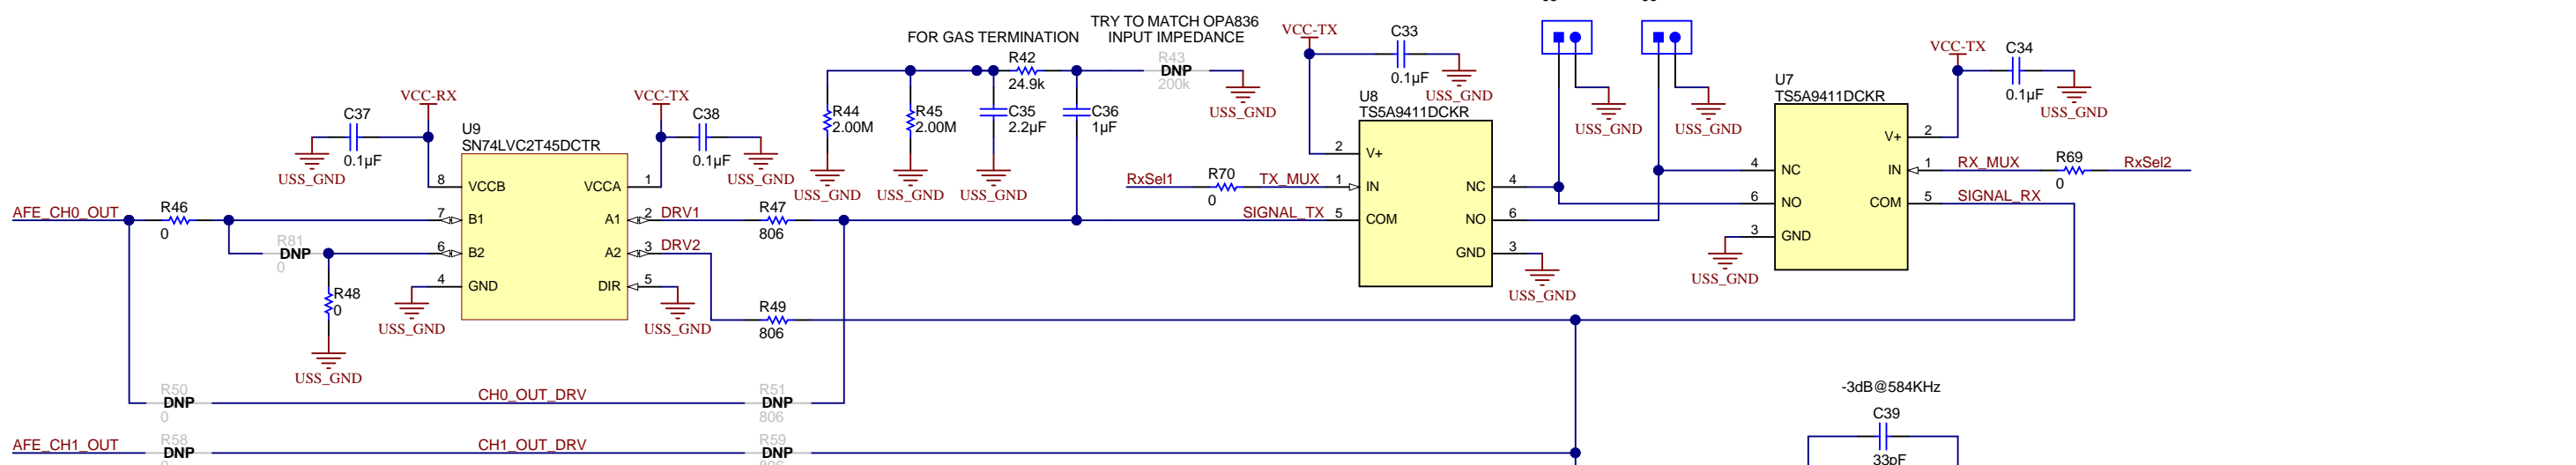 TRY TO MATCH OPA836
INPUT IMPEDANCE
FOR GAS TERMINATION
VCC-TX
C33
0.1µF
USS_GND
R42
24.9k
R43
DNP
200k
USS_GND
R44
2.00M
USS_GND
R45
2.00M
USS_GND
C35
2.2µF
USS_GND
C36
1µF
VCC-RX
C37
0.1µF
USS_GND
VCC-TX
C38
0.1µF
USS_GND
U9
SN74LVC2T45DCTR
8 VCCB
VCCA 1
7 B1
A1 2 DRV1
6 B2
A2 3 DRV2
4 GND
DIR 5
USS_GND
USS_GND
AFE_CH0_OUT
R46
0
R81
DNP
0
R48
0
USS_GND
R47
806
R49
806
U8
TS5A9411DCKR
2 V+
RxSel1
R70
0
TX_MUX
1 IN
SIGNAL_TX
5 COM
NC 4
NO 6
GND 3
USS_GND
USS_GND
USS_GND
U7
TS5A9411DCKR
VCC-TX
C34
0.1µF
USS_GND
V+ 2
4 NC
IN 1
RX_MUX
R69
0
RxSel2
6 NO
COM 5
SIGNAL_RX
3 GND
USS_GND
R50
DNP
0
CH0_OUT_DRV
R51
DNP
806
AFE_CH1_OUT
R58
DNP
CH1_OUT_DRV
R59
DNP
-3dB@584KHz
C39
33pF